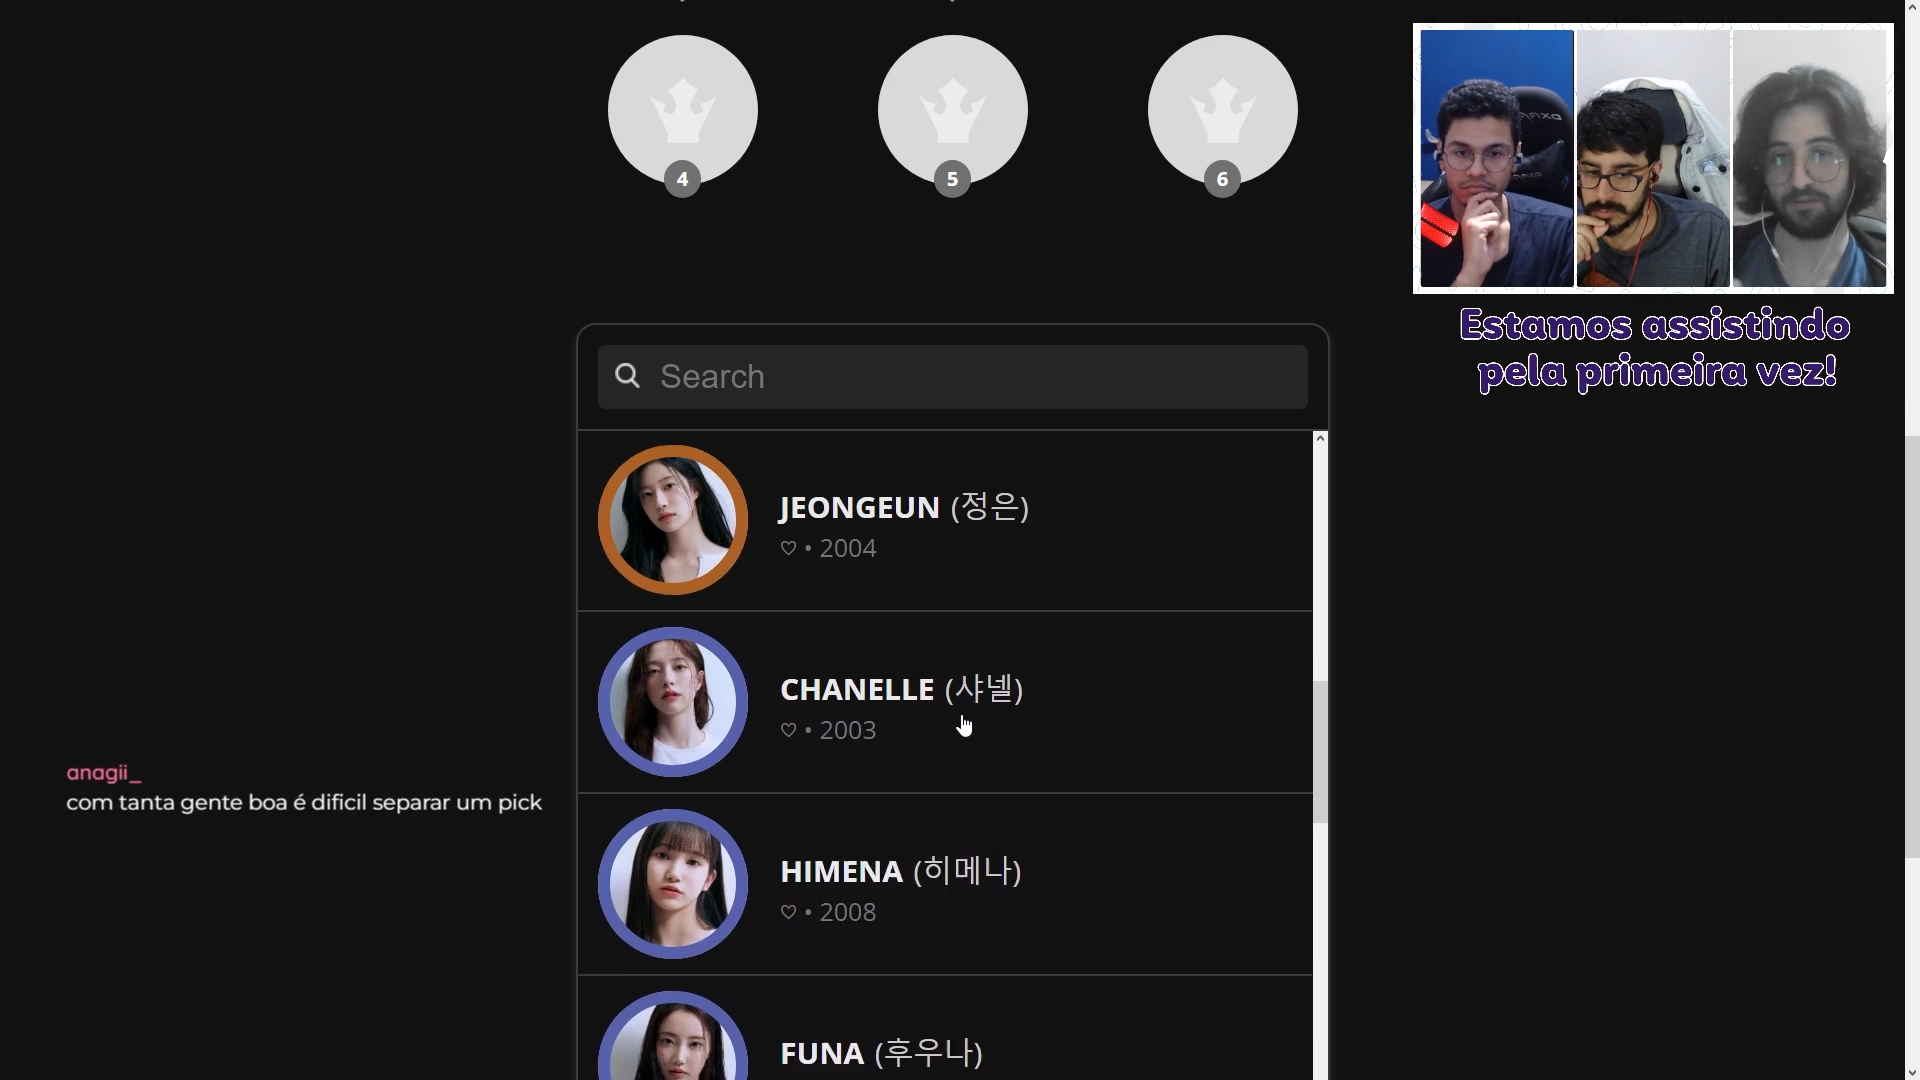 4
5
6
Estamos assistindo
pela primeira vez!
Search
JEONGEUN (정은)
♡ • 2004
CHANELLE (샤넬)
♡ • 2003
anagii_
com tanta gente boa é dificil separar um pick
HIMENA (히메나)
♡ • 2008
FUNA (후우나)